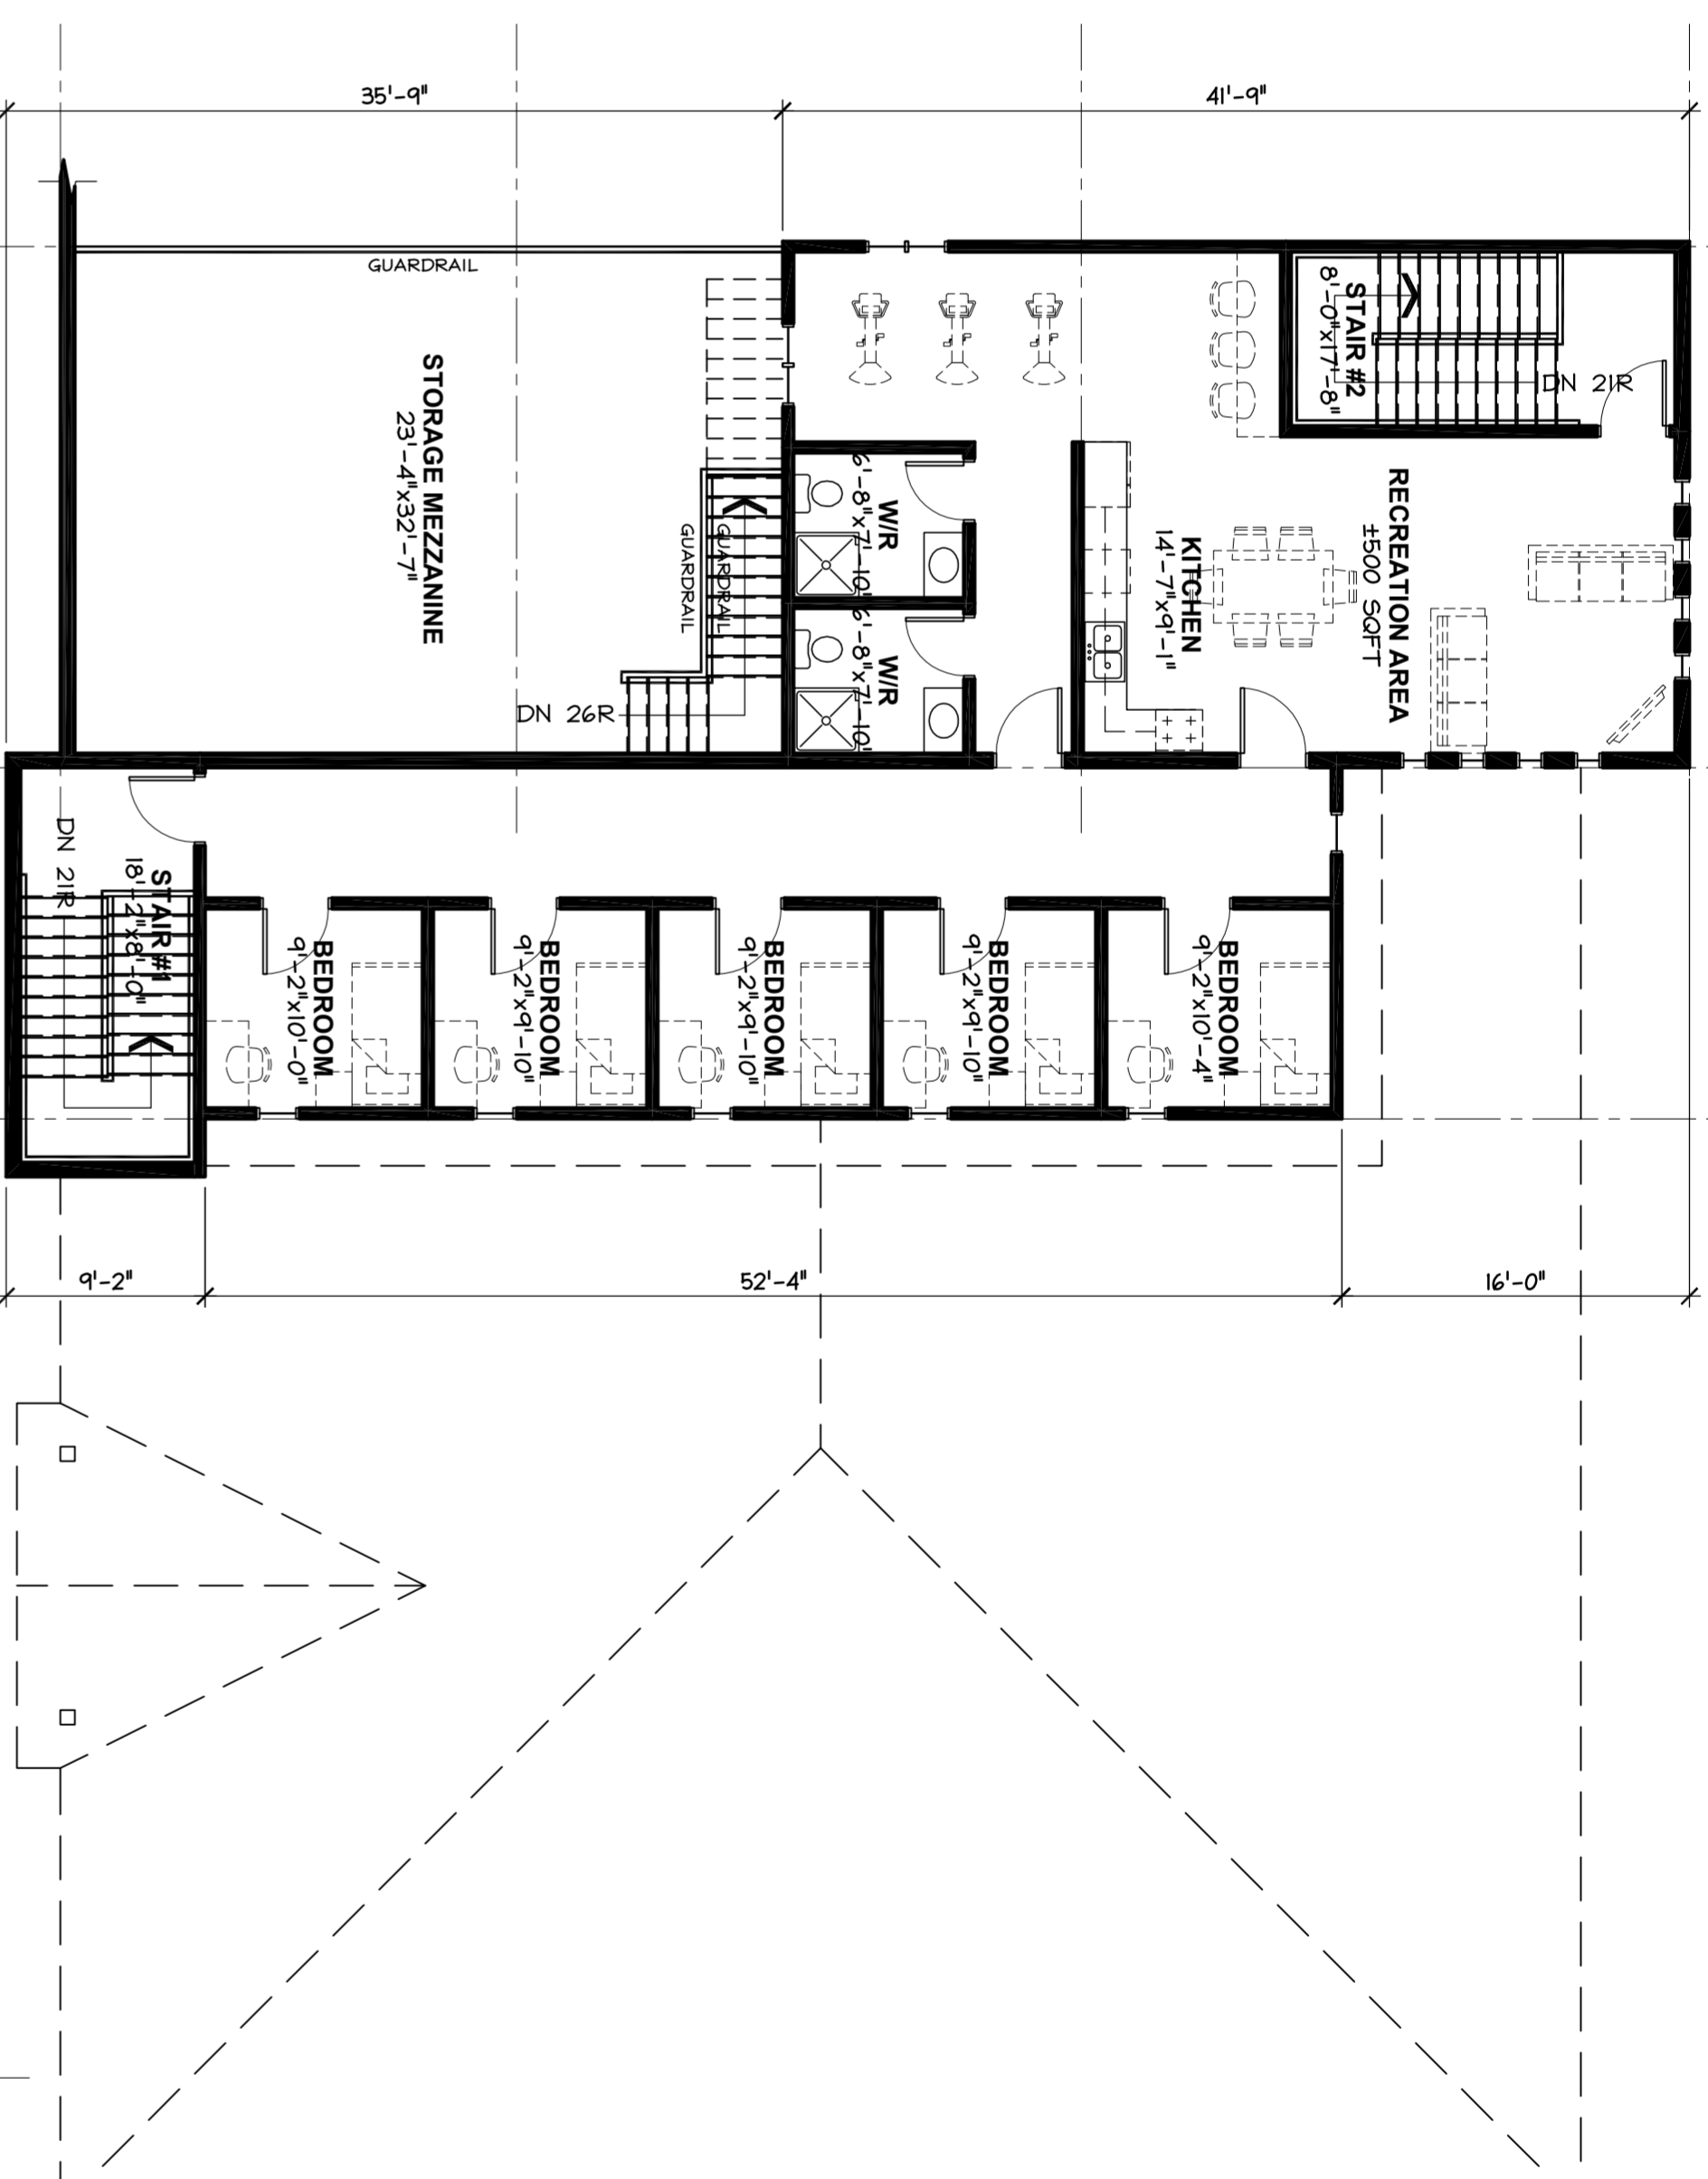 35'-9"
41'-9"
GUARDRAIL
STORAGE MEZZANINE
23'-4"x32'-7"
GUARDRAIL
GUARDRAIL
DN 26R
STAIR #2
8'-0"x17'-8"
DN 21R
RECREATION AREA
±500 SQFT
KITCHEN
14'-7"x9'-1"
W/R
6'-8"x7'-10"
W/R
6'-8"x7'-10"
STAIR #1
18'-2"x8'-0"
DN 21R
BEDROOM
9'-2"x10'-0"
BEDROOM
9'-2"x9'-10"
BEDROOM
9'-2"x9'-10"
BEDROOM
9'-2"x9'-10"
BEDROOM
9'-2"x10'-4"
9'-2"
52'-4"
16'-0"